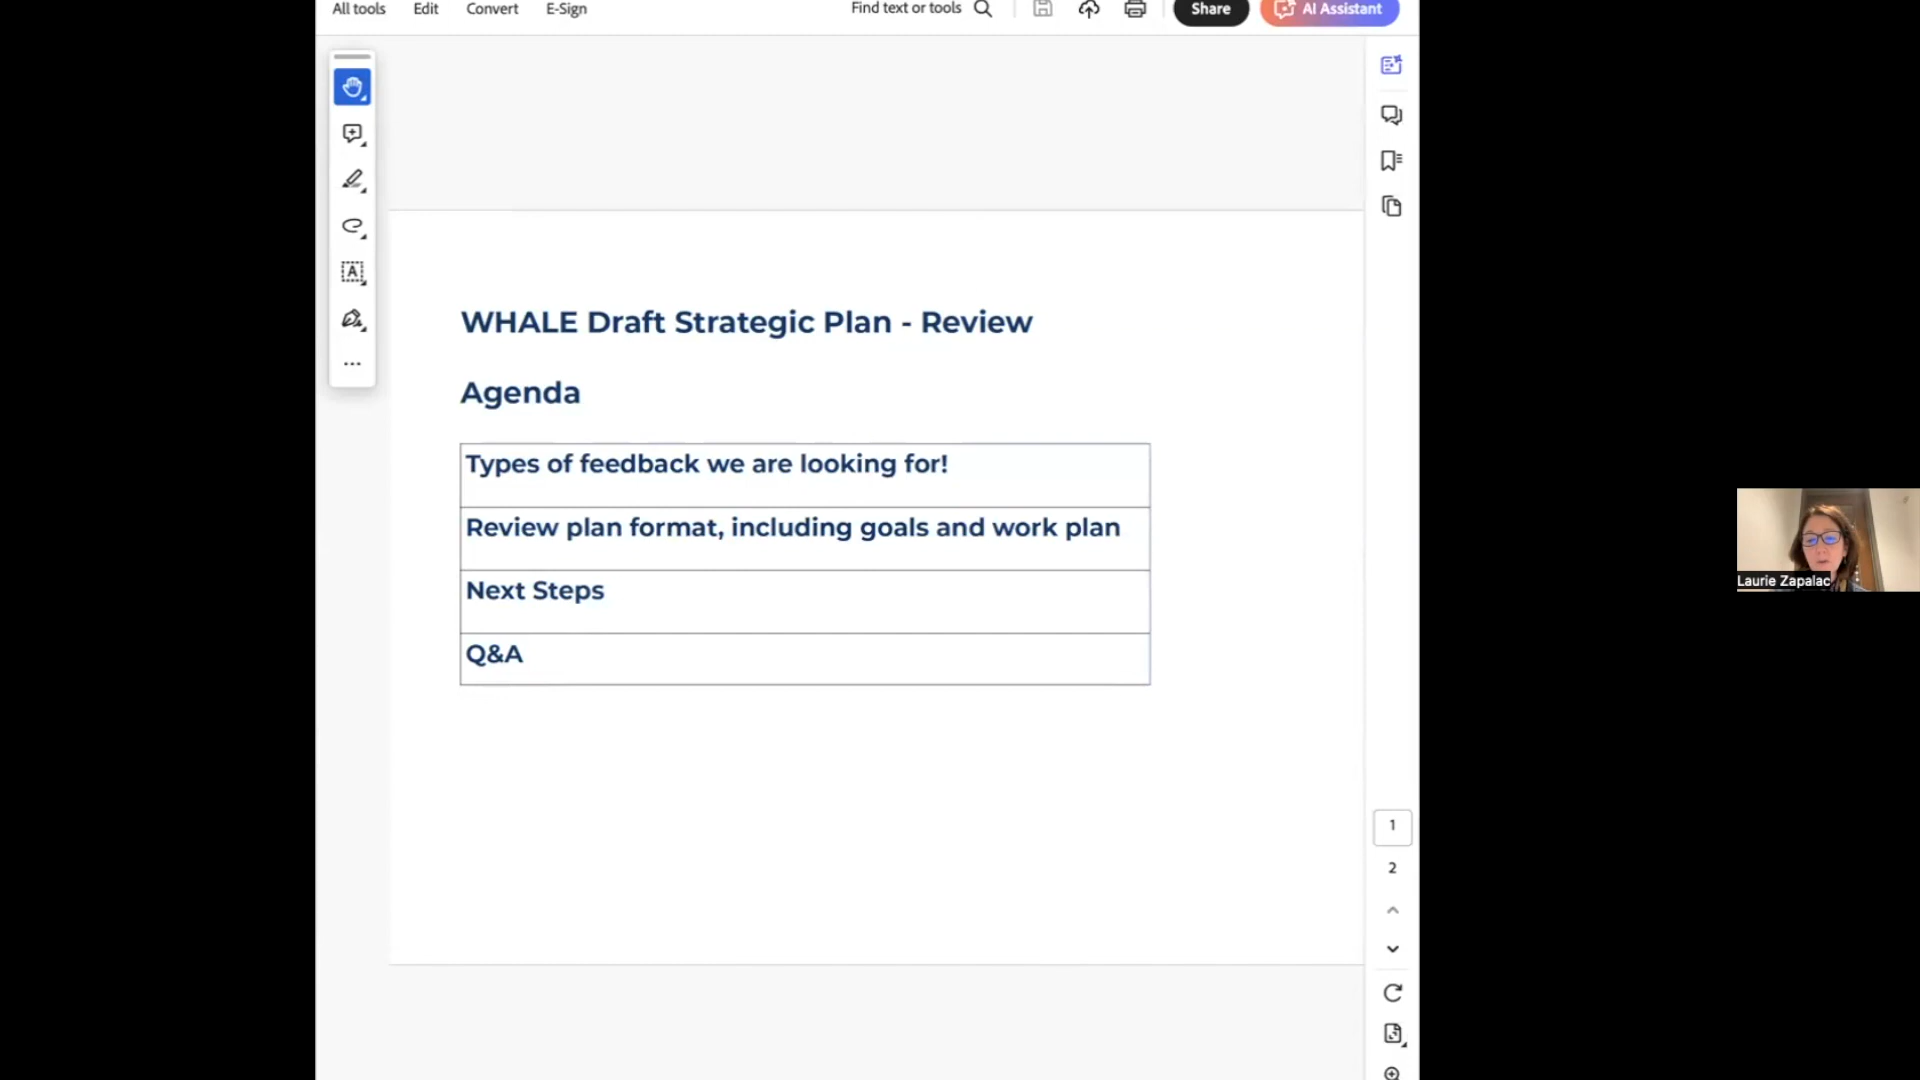 All tools Edit Convert E-Sign Find text or tools Share AI Assistant
WHALE Draft Strategic Plan - Review
Agenda
Types of feedback we are looking for!
Review plan format, including goals and work plan
Next Steps
Q&A
Laurie Zapalac
1
2